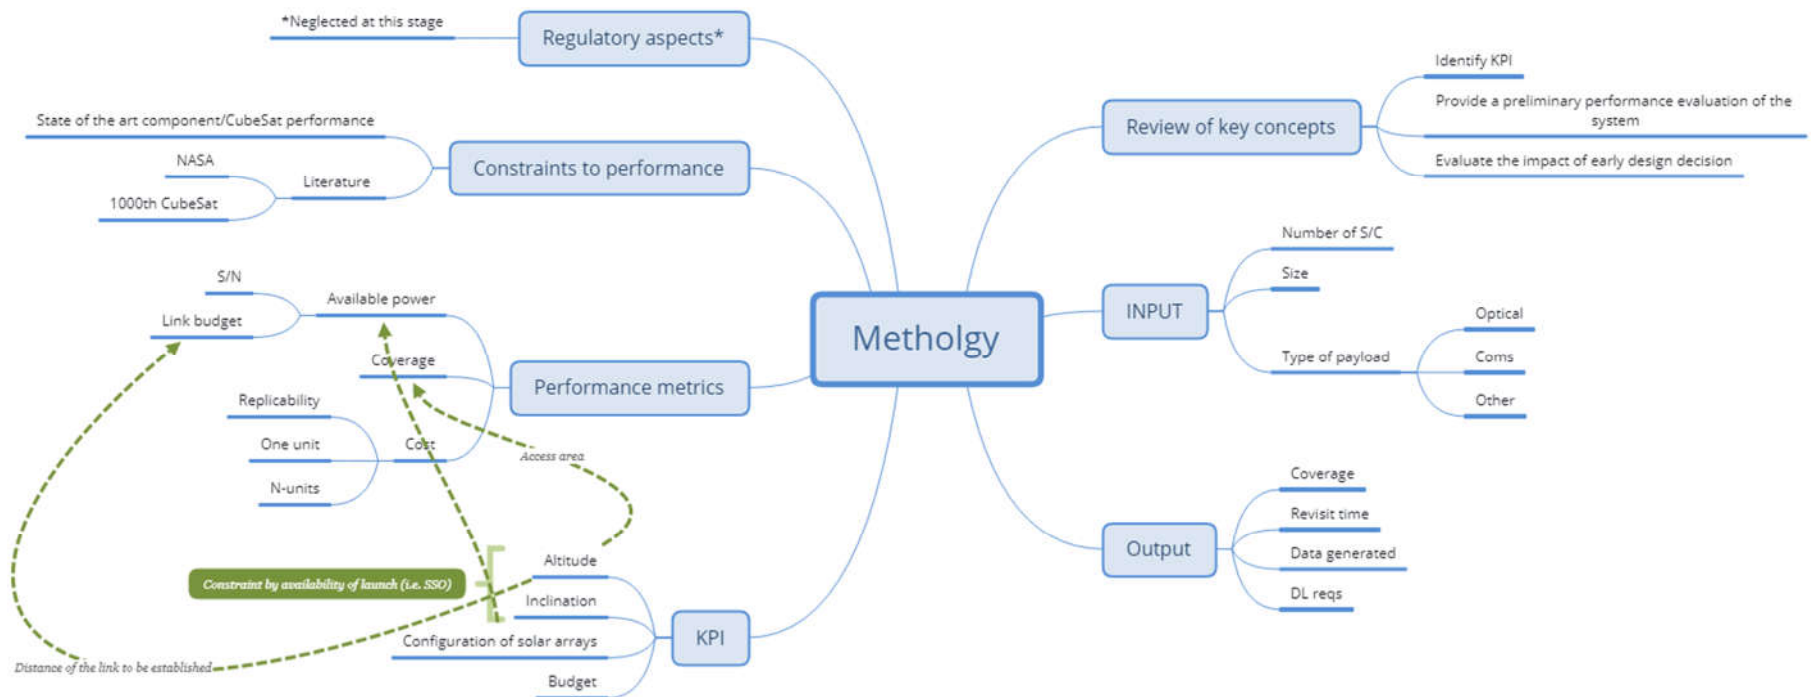 *Neglected at this stage
Regulatory aspects*
State of the art component/CubeSat performance
NASA
Literature
1000th CubeSat
Constraints to performance
S/N
Available power
Link budget
Coverage
Replicability
One unit
Cost
N-units
Performance metrics
Access area
Constraint by availability of launch (i.e. SSO)
Altitude
Inclination
Configuration of solar arrays
Budget
KPI
Distance of the link to be established
Metholgy
Review of key concepts
Identify KPI
Provide a preliminary performance evaluation of the
system
Evaluate the impact of early design decision
INPUT
Number of S/C
Size
Type of payload
Optical
Coms
Other
Output
Coverage
Revisit time
Data generated
DL reqs